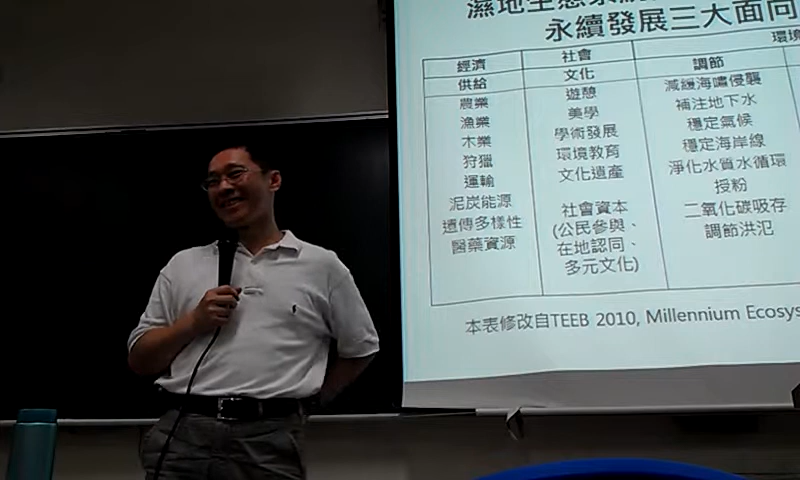 濕地生態系
永續發展三大面向
經濟 社會 環境
供給 文化 調節
農業 遊憩 減緩海嘯侵襲
漁業 美學 補注地下水
木業 學術發展 穩定氣候
狩獵 環境教育 穩定海岸線
運輸 文化遺產 淨化水質水循環
泥炭能源 授粉
遺傳多樣性 社會資本 二氧化碳吸存
醫藥資源 (公民參與、 調節洪氾
在地認同、
多元文化)
本表修改自TEEB 2010, Millennium Ecosys